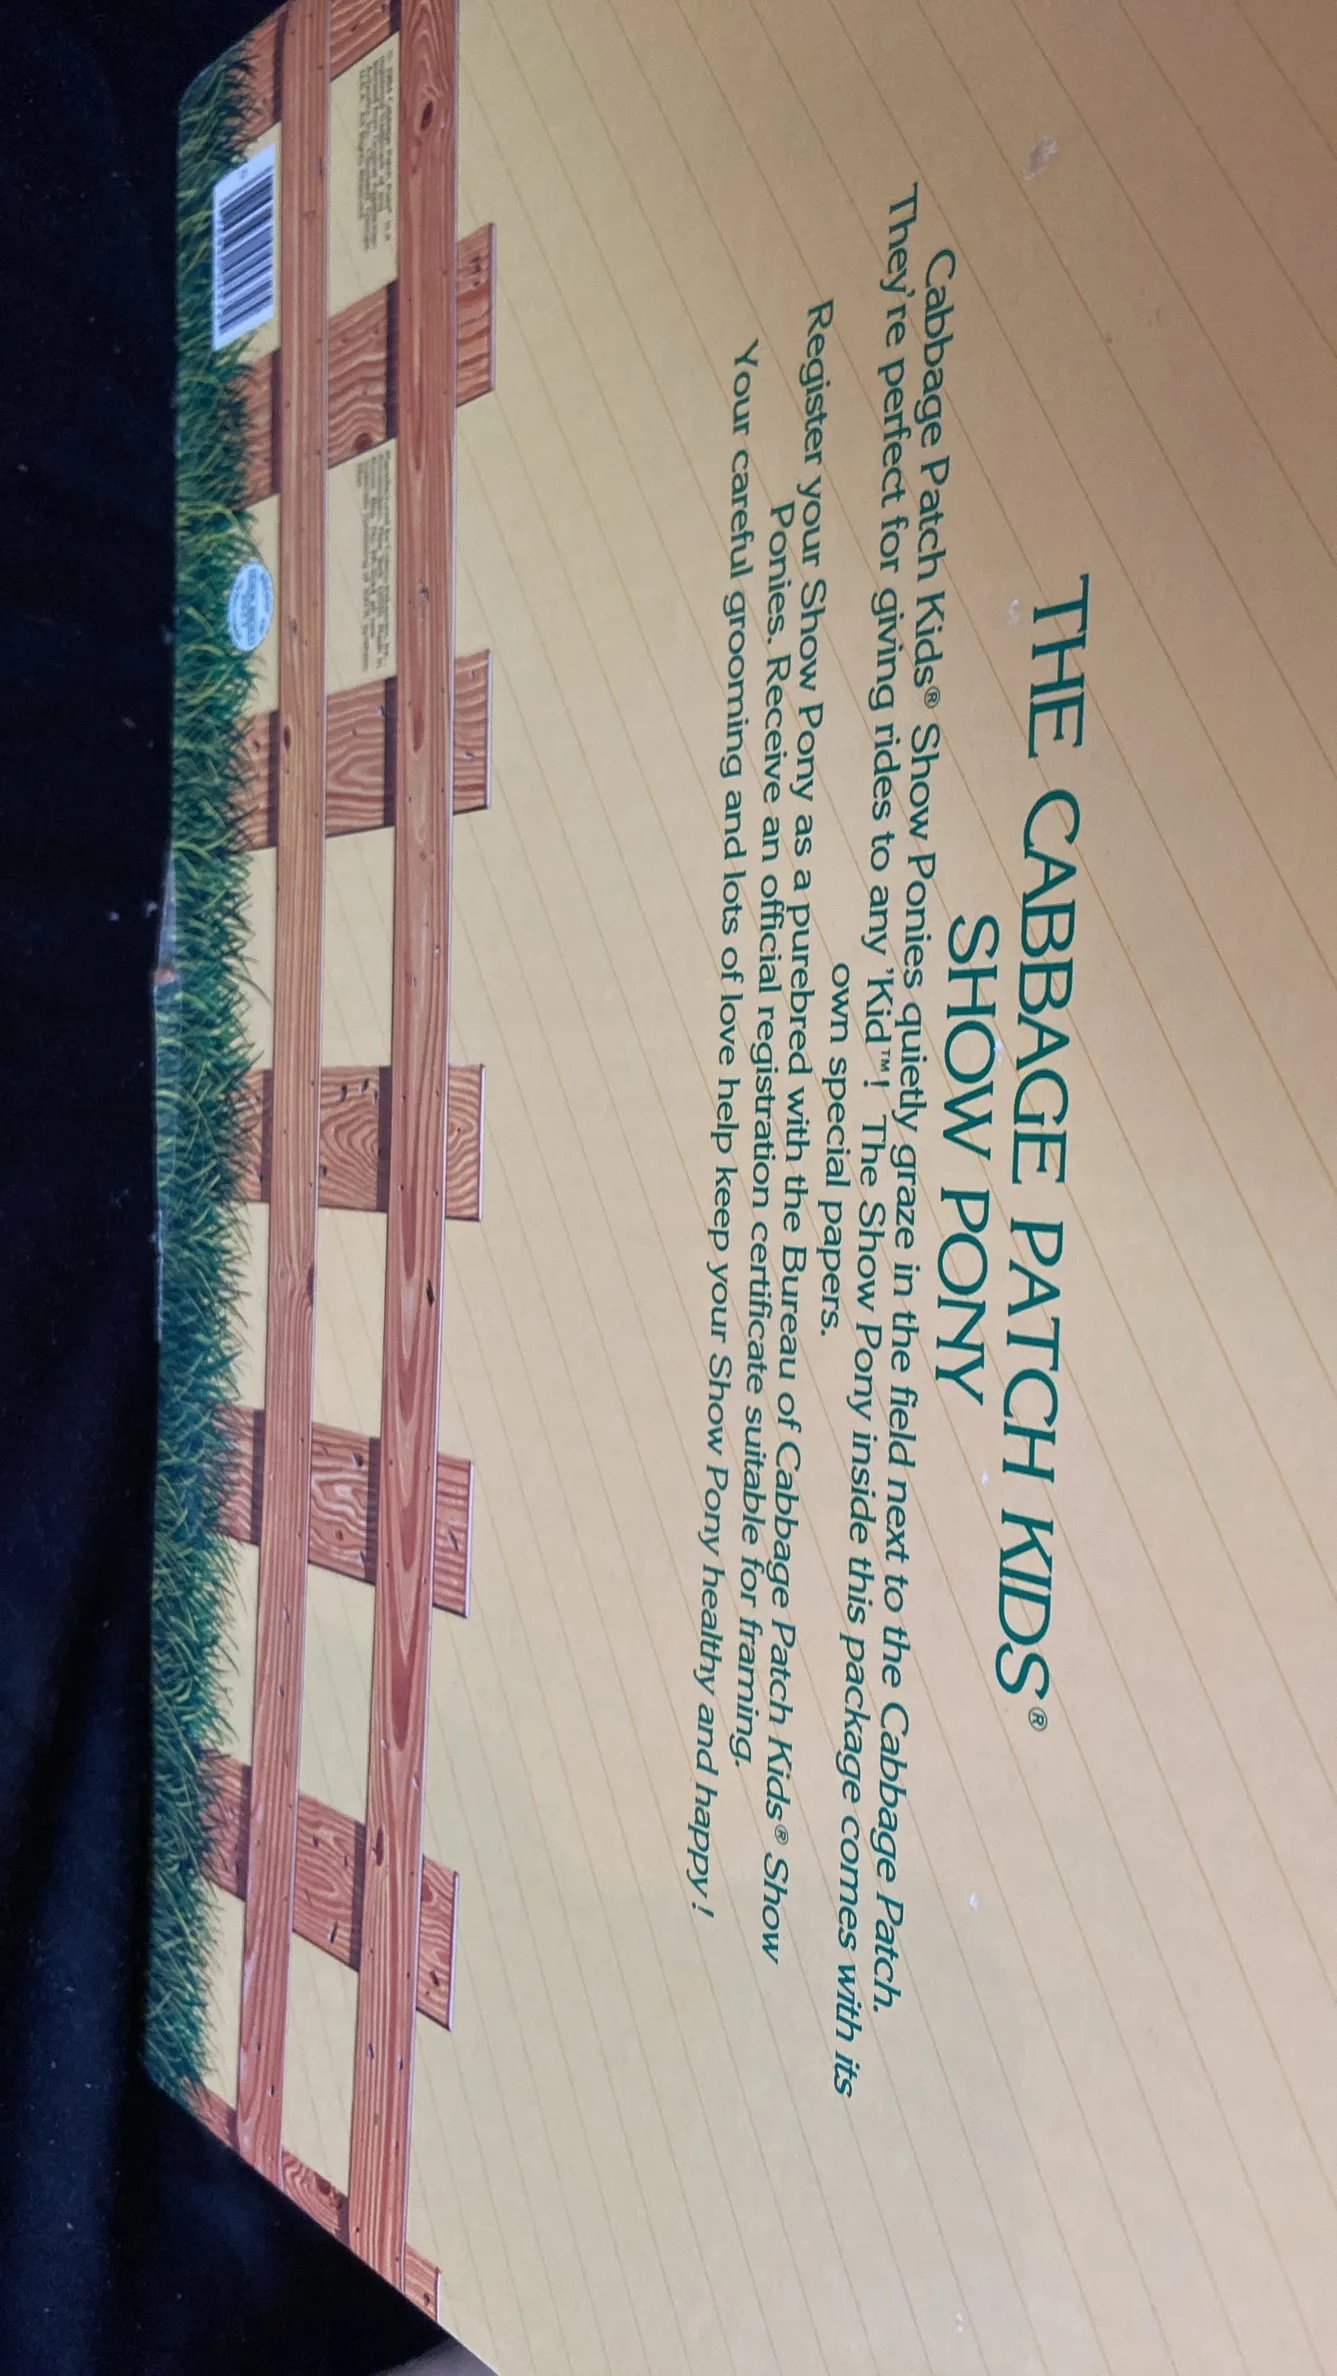 THE CABBAGE PATCH KIDS®
SHOW PONY
Cabbage Patch Kids® Show Ponies quietly graze in the field next to the Cabbage Patch.
They're perfect for giving rides to any 'Kid™! The Show Pony inside this package comes with its
own special papers.
Register your Show Pony as a purebred with the Bureau of Cabbage Patch Kids® Show
Ponies. Receive an official registration certificate suitable for framing.
Your careful grooming and lots of love help keep your Show Pony healthy and happy!